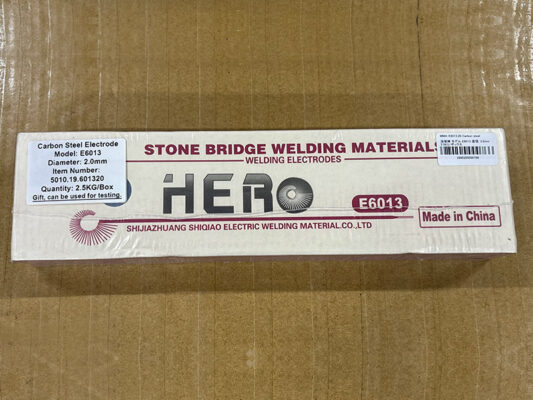 Carbon Steel Electrode
Model: E6013
Diameter: 2.0mm
Item Number:
5010.19.601320
Quantity: 2.5KG/Box
Gift, can be used for testing.
STONE BRIDGE WELDING MATERIALS
WELDING ELECTRODES
HERO
E6013
Made in China
SHIJIAZHUANG SHIQIAO ELECTRIC WELDING MATERIAL.CO.,LTD